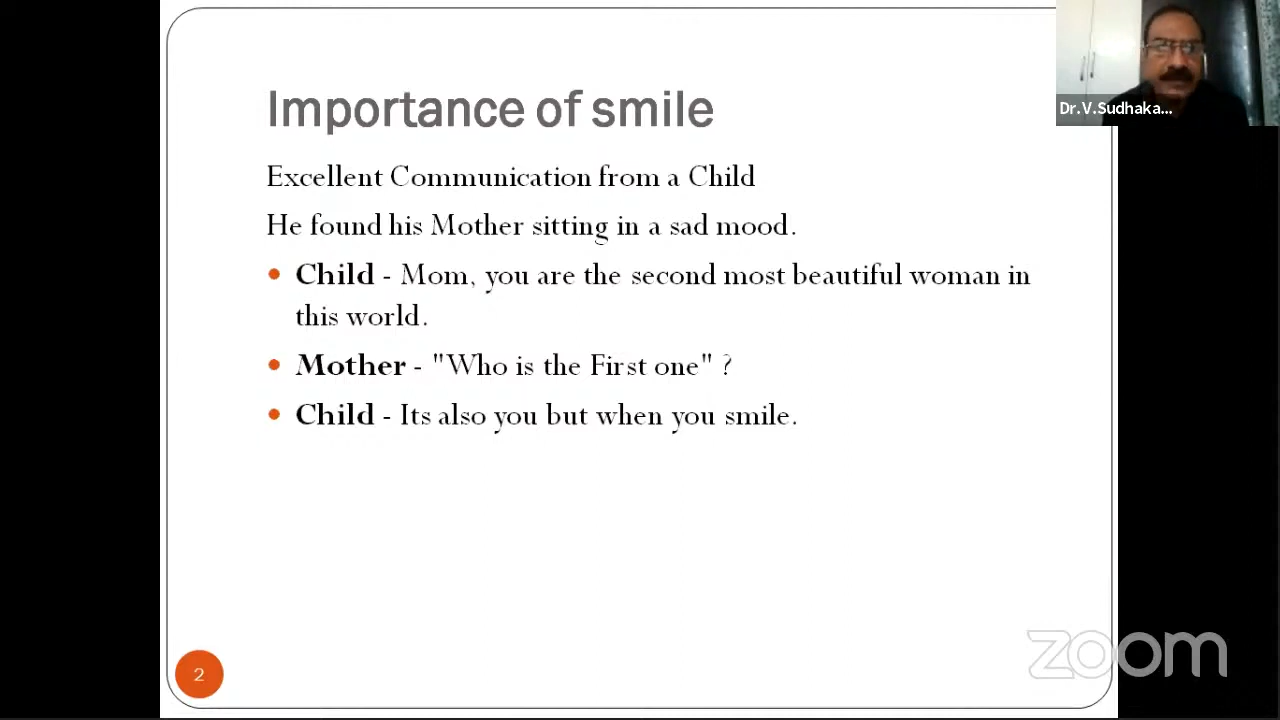 Importance of smile
Dr.V.Sudhaka...
Excellent Communication from a Child
He found his Mother sitting in a sad mood.
• Child - Mom, you are the second most beautiful woman in
this world.
• Mother - "Who is the First one" ?
• Child - Its also you but when you smile.
2
zoom